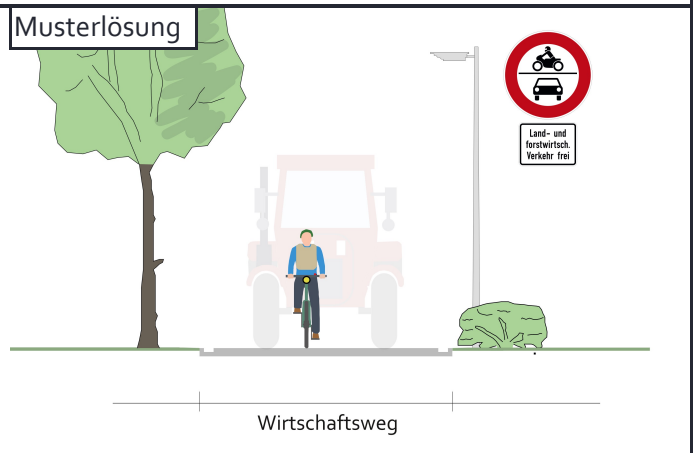 Musterlösung
Land- und
forstwirtsch.
Verkehr frei
Wirtschaftsweg